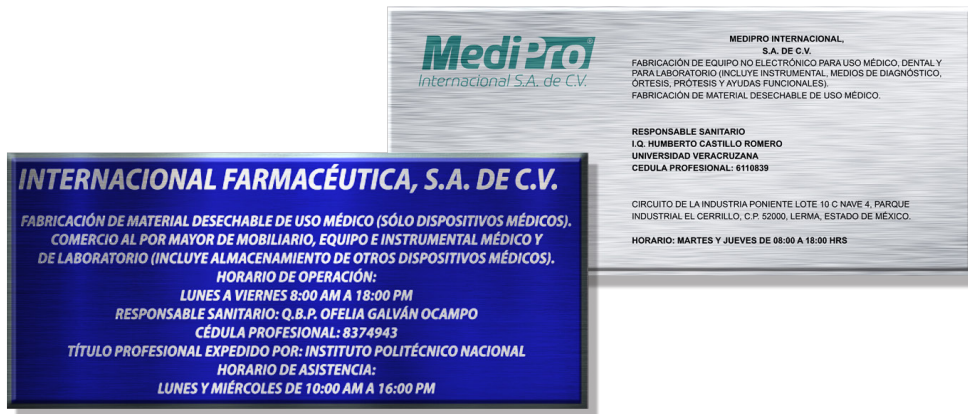 MediPro
Internacional S.A. de C.V.
MEDIPRO INTERNACIONAL,
S.A. DE C.V.
FABRICACIÓN DE EQUIPO NO ELECTRÓNICO PARA USO MÉDICO, DENTAL Y
PARA LABORATORIO (INCLUYE INSTRUMENTAL, MEDIOS DE DIAGNÓSTICO,
ÓRTESIS, PRÓTESIS Y AYUDAS FUNCIONALES).
FABRICACIÓN DE MATERIAL DESECHABLE DE USO MÉDICO.
RESPONSABLE SANITARIO
I.Q. HUMBERTO CASTILLO ROMERO
UNIVERSIDAD VERACRUZANA
CEDULA PROFESIONAL: 6110839
CIRCUITO DE LA INDUSTRIA PONIENTE LOTE 10 C NAVE 4, PARQUE
INDUSTRIAL EL CERRILLO, C.P. 52000, LERMA, ESTADO DE MÉXICO.
HORARIO: MARTES Y JUEVES DE 08:00 A 18:00 HRS
INTERNACIONAL FARMACÉUTICA, S.A. DE C.V.
FABRICACIÓN DE MATERIAL DESECHABLE DE USO MÉDICO (SÓLO DISPOSITIVOS MÉDICOS).
COMERCIO AL POR MAYOR DE MOBILIARIO, EQUIPO E INSTRUMENTAL MÉDICO Y
DE LABORATORIO (INCLUYE ALMACENAMIENTO DE OTROS DISPOSITIVOS MÉDICOS).
HORARIO DE OPERACIÓN:
LUNES A VIERNES 8:00 AM A 18:00 PM
RESPONSABLE SANITARIO: Q.B.P. OFELIA GALVÁN OCAMPO
CÉDULA PROFESIONAL: 8374943
TÍTULO PROFESIONAL EXPEDIDO POR: INSTITUTO POLITÉCNICO NACIONAL
HORARIO DE ASISTENCIA:
LUNES Y MIÉRCOLES DE 10:00 AM A 16:00 PM